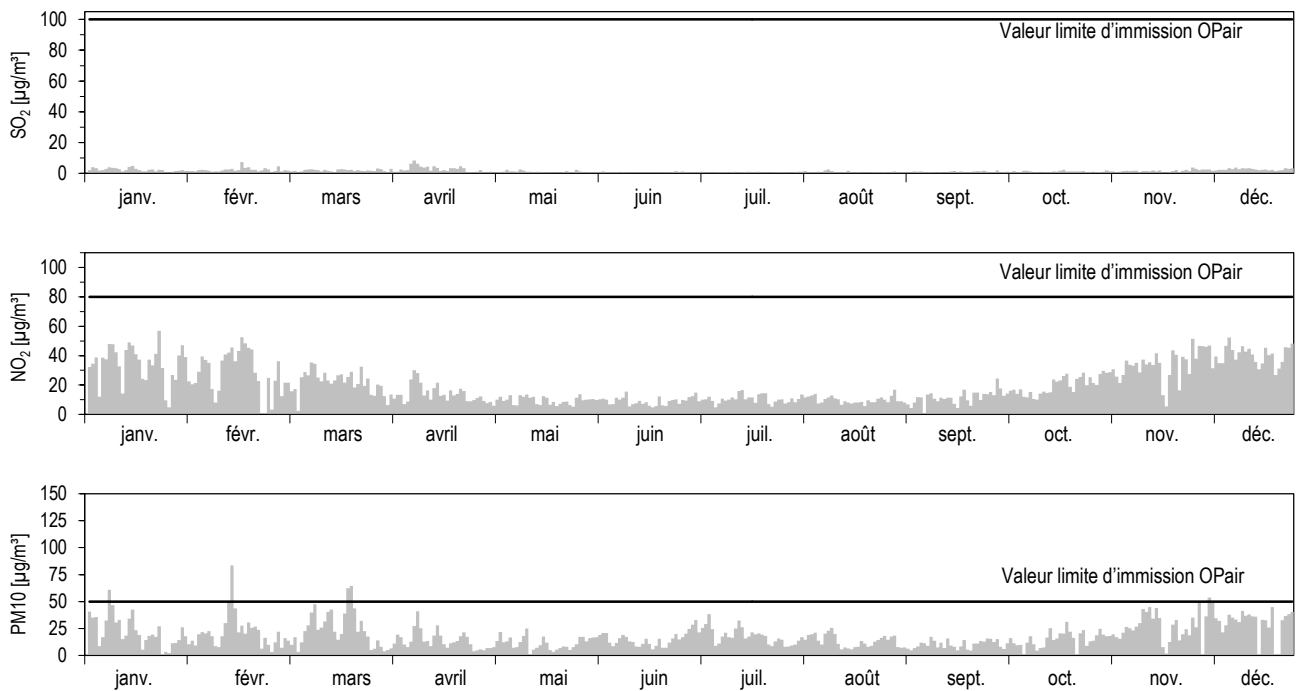 100
Valeur limite d'immission OPair
80
60
40
20
0
SO₂ [µg/m³]
janv. févr. mars avril mai juin juil. août sept. oct. nov. déc.
100
Valeur limite d'immission OPair
80
60
40
20
0
NO₂ [µg/m³]
janv. févr. mars avril mai juin juil. août sept. oct. nov. déc.
150
125
100
75
Valeur limite d'immission OPair
50
25
0
PM10 [µg/m³]
janv. févr. mars avril mai juin juil. août sept. oct. nov. déc.